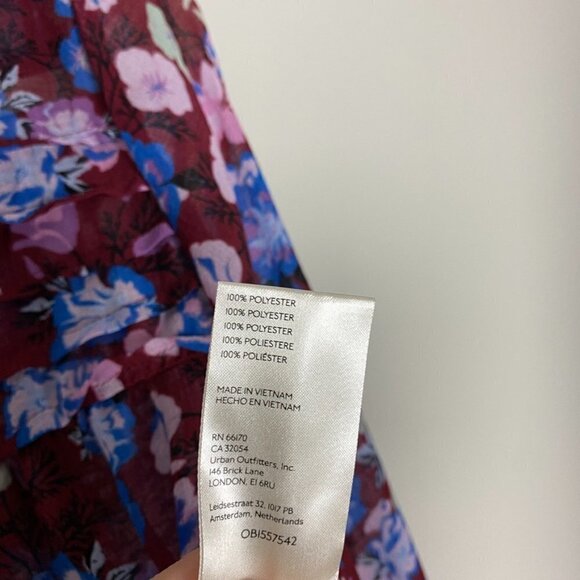 100% POLYESTER
100% POLYESTER
100% POLYESTER
100% POLIESTERE
100% POLIÉSTER
MADE IN VIETNAM
HECHO EN VIETNAM
RN 66170
CA 32054
Urban Outfitters, Inc.
146 Brick Lane
LONDON, E1 6RU
Leidsestraat 32, 1017 PB
Amsterdam, Netherlands
OB1557542